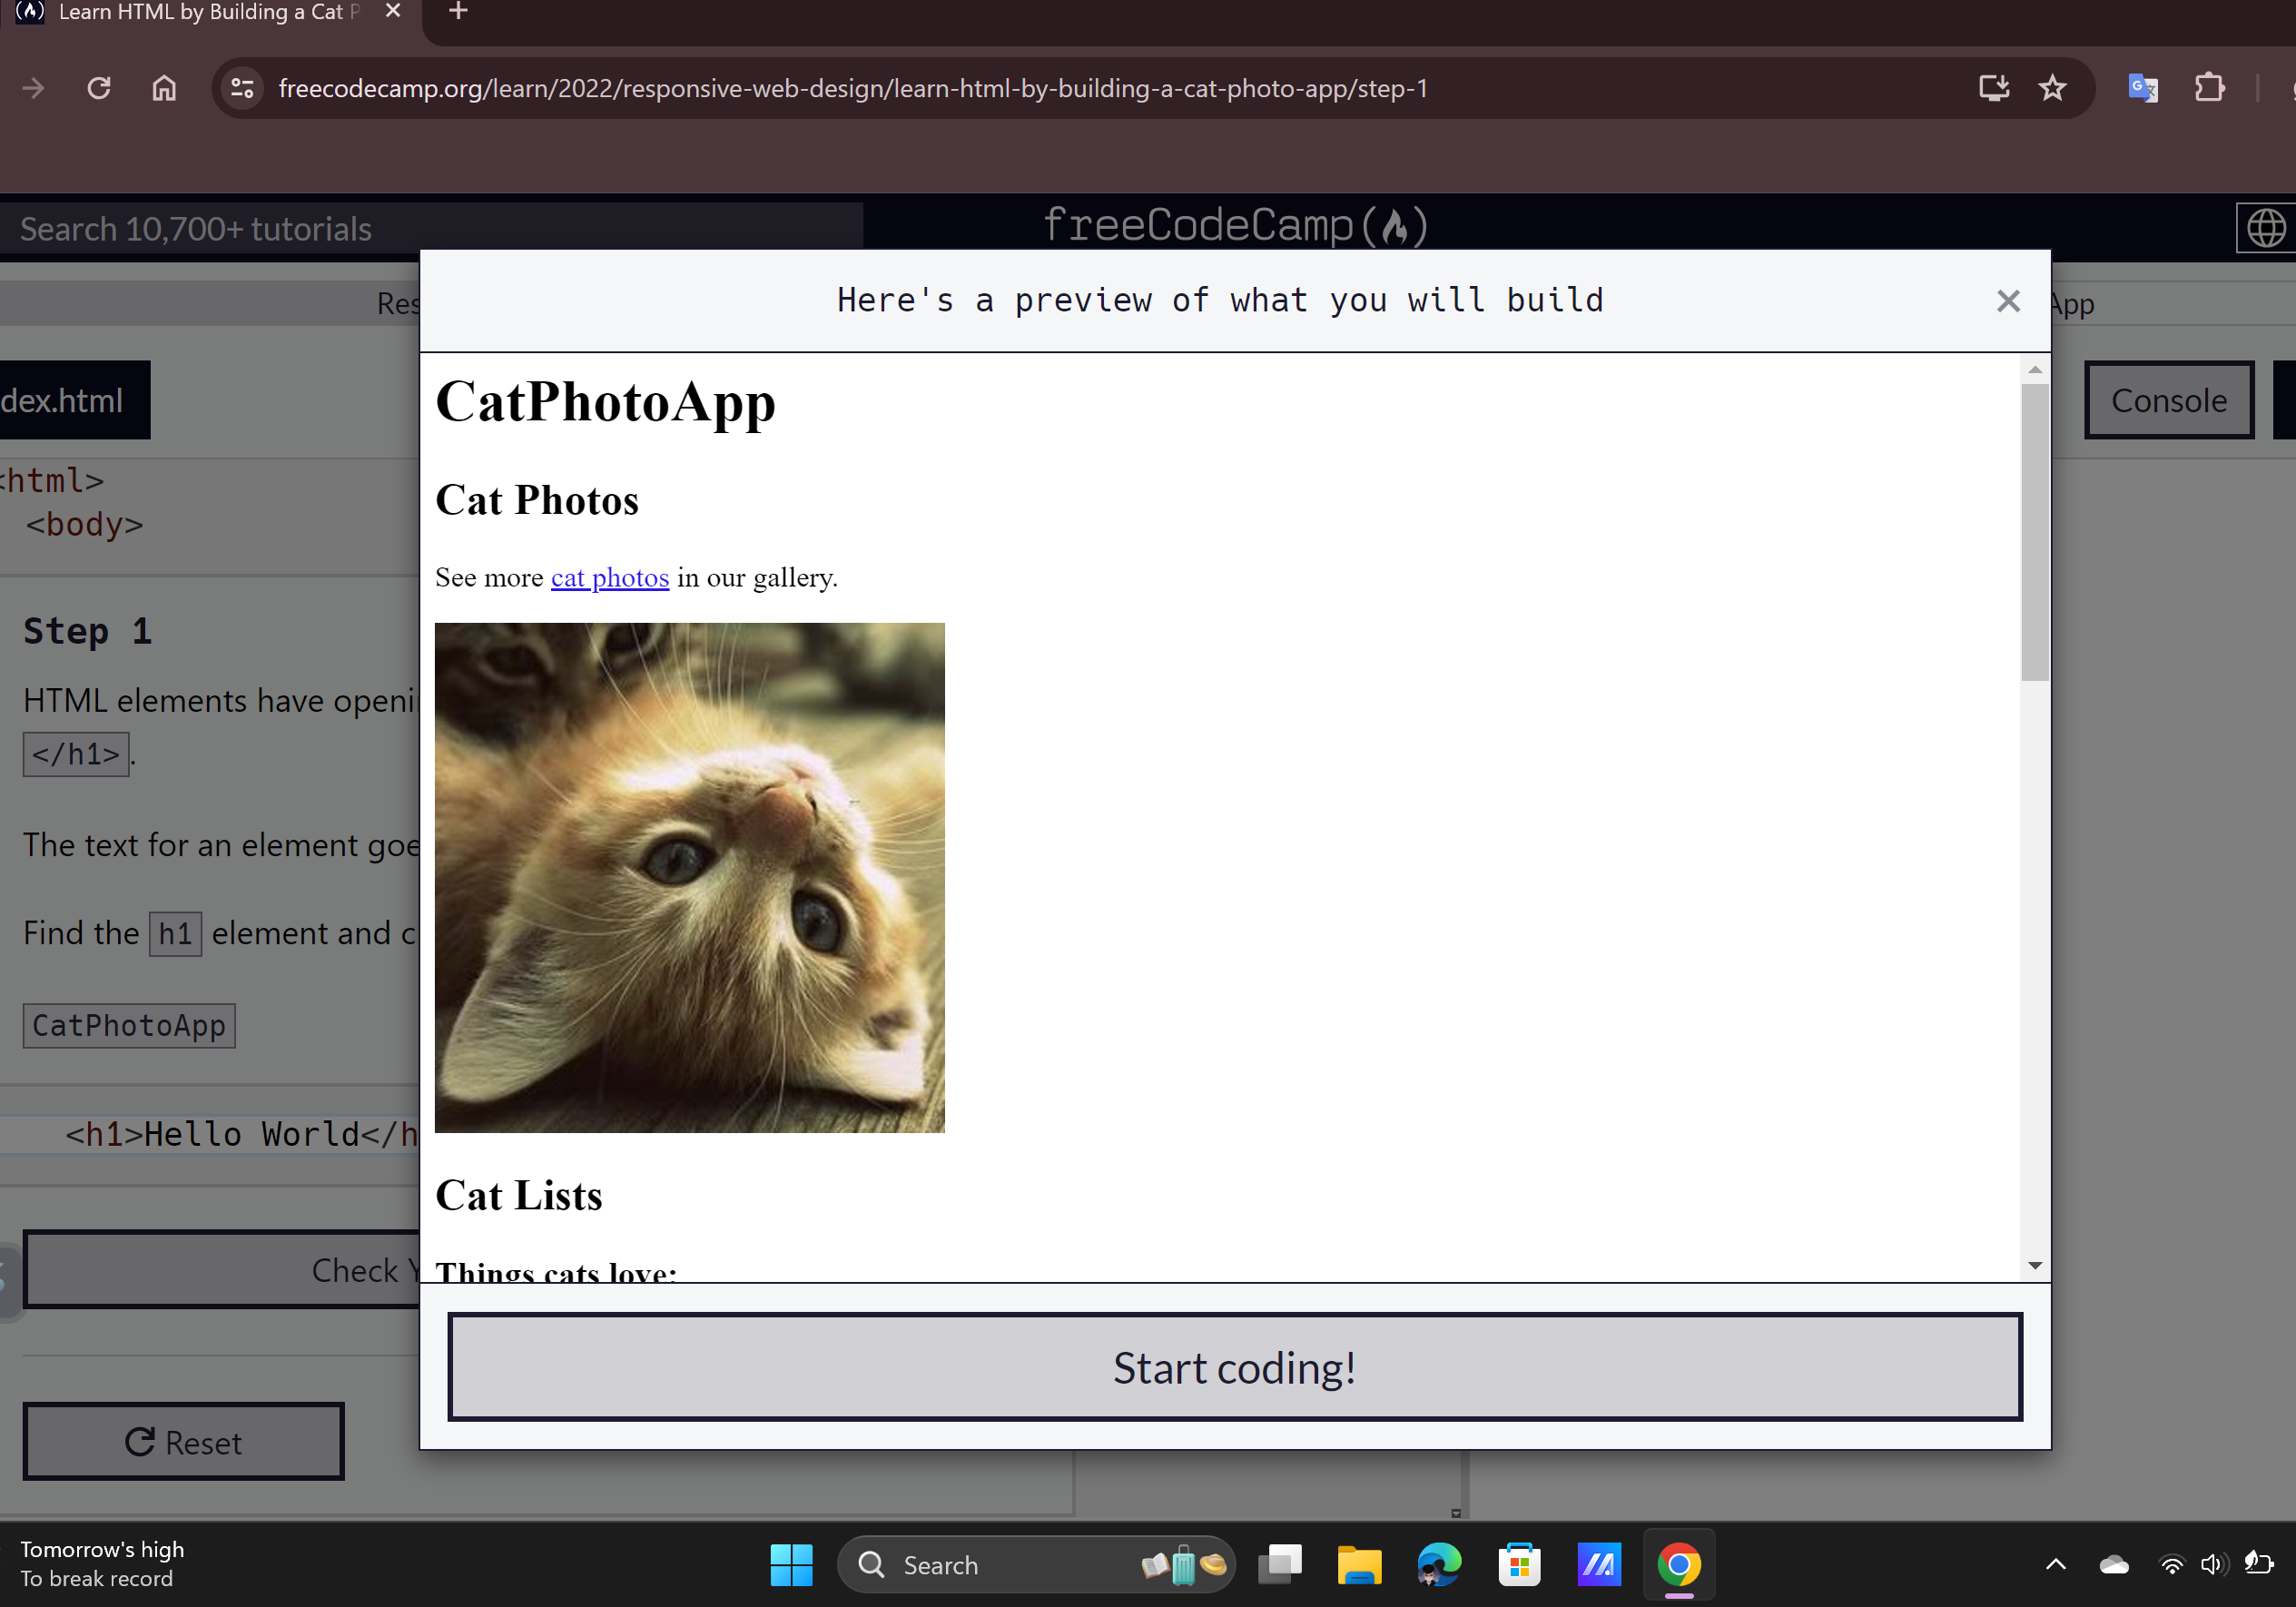 Learn HTML by Building a Cat P
freecodecamp.org/learn/2022/responsive-web-design/learn-html-by-building-a-cat-photo-app/step-1
Search 10,700+ tutorials
freeCodeCamp
Res
Here's a preview of what you will build
App
dex.html
Console
<html>
<body>
CatPhotoApp
Cat Photos
See more cat photos in our gallery.
Step 1
HTML elements have openi
</h1>.
The text for an element goe
Find the h1 element and c
CatPhotoApp
<h1>Hello World</h
Cat Lists
Things cats love:
Check Y
Start coding!
Reset
Tomorrow's high
To break record
Search